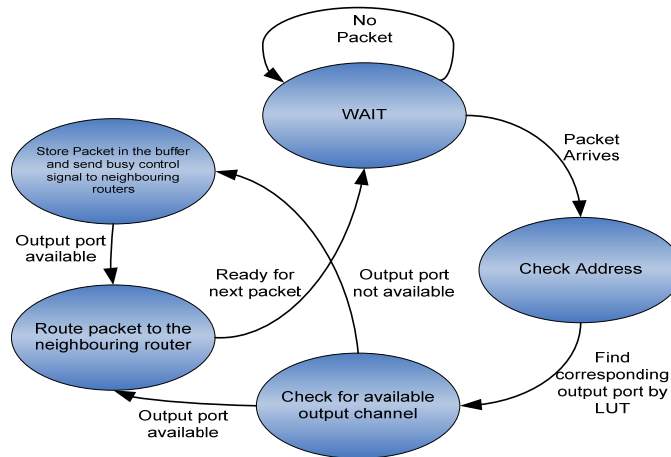 No
Packet
WAIT
Packet
Arrives
Store Packet in the buffer
and send busy control
signal to neighbouring
routers
Output port
available
Check Address
Ready for
next packet
Output port
not available
Route packet to the
neighbouring router
Find
corresponding
output port by
LUT
Check for available
output channel
Output port
available